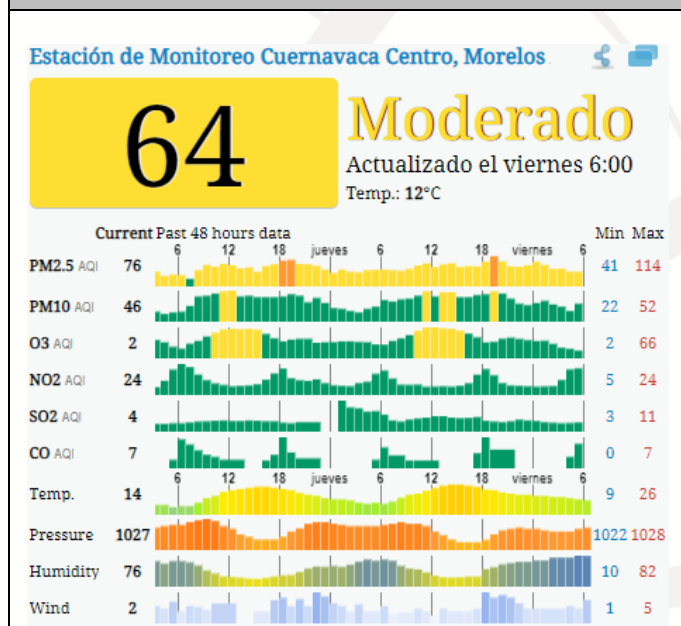 Estación de Monitoreo Cuernavaca Centro, Morelos
64
Moderado
Actualizado el viernes 6:00
Temp.: 12°C
Current Past 48 hours data Min Max
6 12 18 jueves 6 12 18 viernes 6
PM2.5 AQI 76 41 114
PM10 AQI 46 22 52
O3 AQI 2 2 66
NO2 AQI 24 5 24
SO2 AQI 4 3 11
CO AQI 7 0 7
6 12 18 jueves 6 12 18 viernes 6
Temp. 14 9 26
Pressure 1027 1022 1028
Humidity 76 10 82
Wind 2 1 5